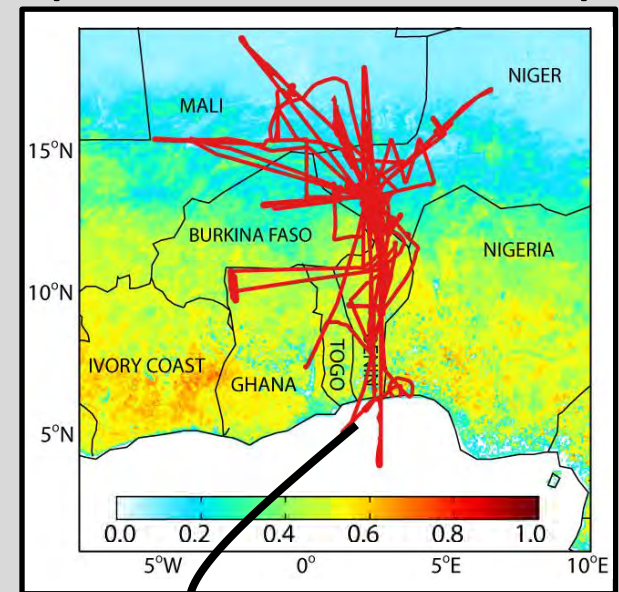 NIGER
MALI
15°N
BURKINA FASO
NIGERIA
10°N
IVORY COAST
GHANA
TOGO
5°N
0.0 0.2 0.4 0.6 0.8 1.0
5°W 0° 5°E 10°E